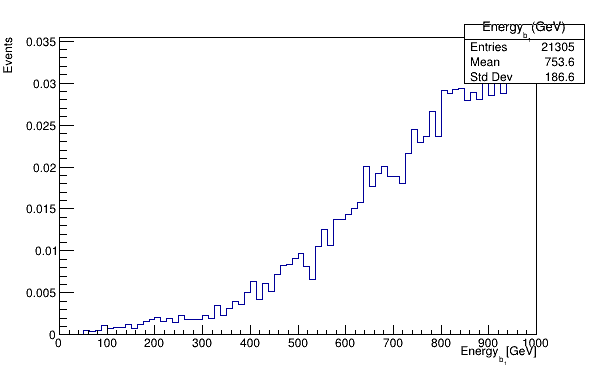 Energy_b_1 (GeV)
Entries 21305
Mean 753.6
Std Dev 186.6
Events
0.035
0.03
0.025
0.02
0.015
0.01
0.005
0
0 100 200 300 400 500 600 700 800 900 1000
Energy_b_1 [GeV]